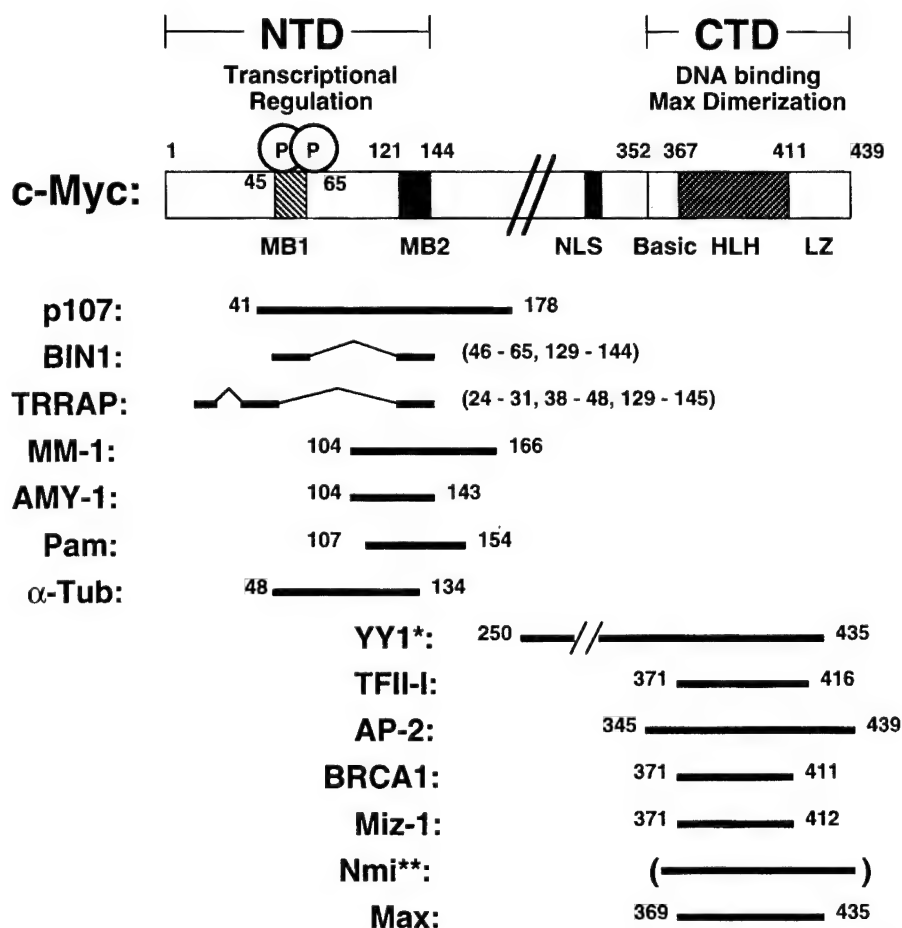 NTD CTD
Transcriptional Regulation
DNA binding Max Dimerization
P P
1 45 65 121 144 352 367 411 439
c-Myc:
MB1 MB2 NLS Basic HLH LZ
p107: 41 178
BIN1: (46 - 65, 129 - 144)
TRRAP: (24 - 31, 38 - 48, 129 - 145)
MM-1: 104 166
AMY-1: 104 143
Pam: 107 154
α-Tub: 48 134
YY1*: 250 435
TFII-I: 371 416
AP-2: 345 439
BRCA1: 371 411
Miz-1: 371 412
Nmi**: ( )
Max: 369 435